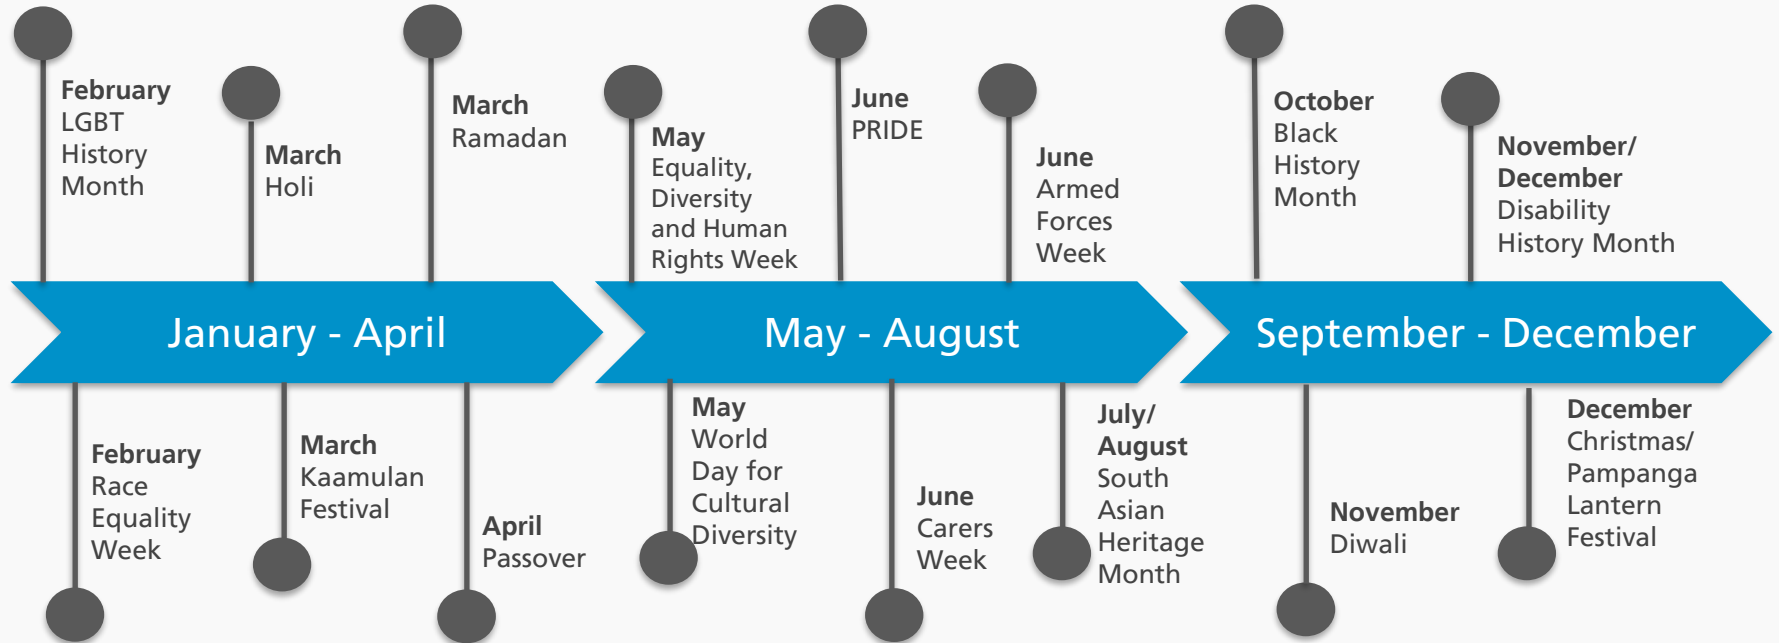 February
LGBT
History
Month
March
Holi
March
Ramadan
May
Equality,
Diversity
and Human
Rights Week
June
PRIDE
June
Armed
Forces
Week
October
Black
History
Month
November/
December
Disability
History Month
January - April
May - August
September - December
February
Race
Equality
Week
March
Kaamulan
Festival
April
Passover
May
World
Day for
Cultural
Diversity
June
Carers
Week
July/
August
South
Asian
Heritage
Month
November
Diwali
December
Christmas/
Pampanga
Lantern
Festival